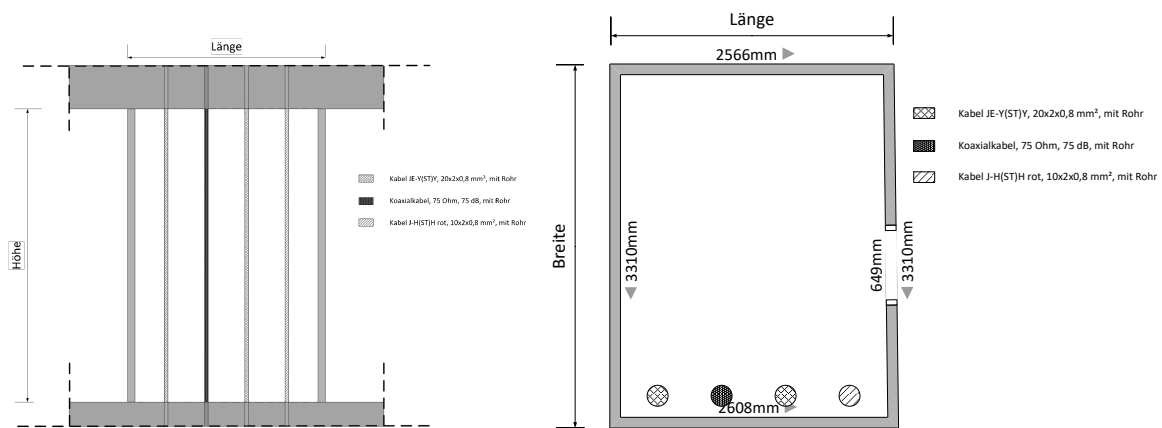 Länge
Höhe
Kabel JE-Y(ST)Y, 20x2x0,8 mm², mit Rohr
Koaxialkabel, 75 Ohm, 75 dB, mit Rohr
Kabel J-H(ST)H rot, 10x2x0,8 mm², mit Rohr
Länge
2566mm
Breite
3310mm
649mm
3310mm
2608mm
Kabel JE-Y(ST)Y, 20x2x0,8 mm², mit Rohr
Koaxialkabel, 75 Ohm, 75 dB, mit Rohr
Kabel J-H(ST)H rot, 10x2x0,8 mm², mit Rohr